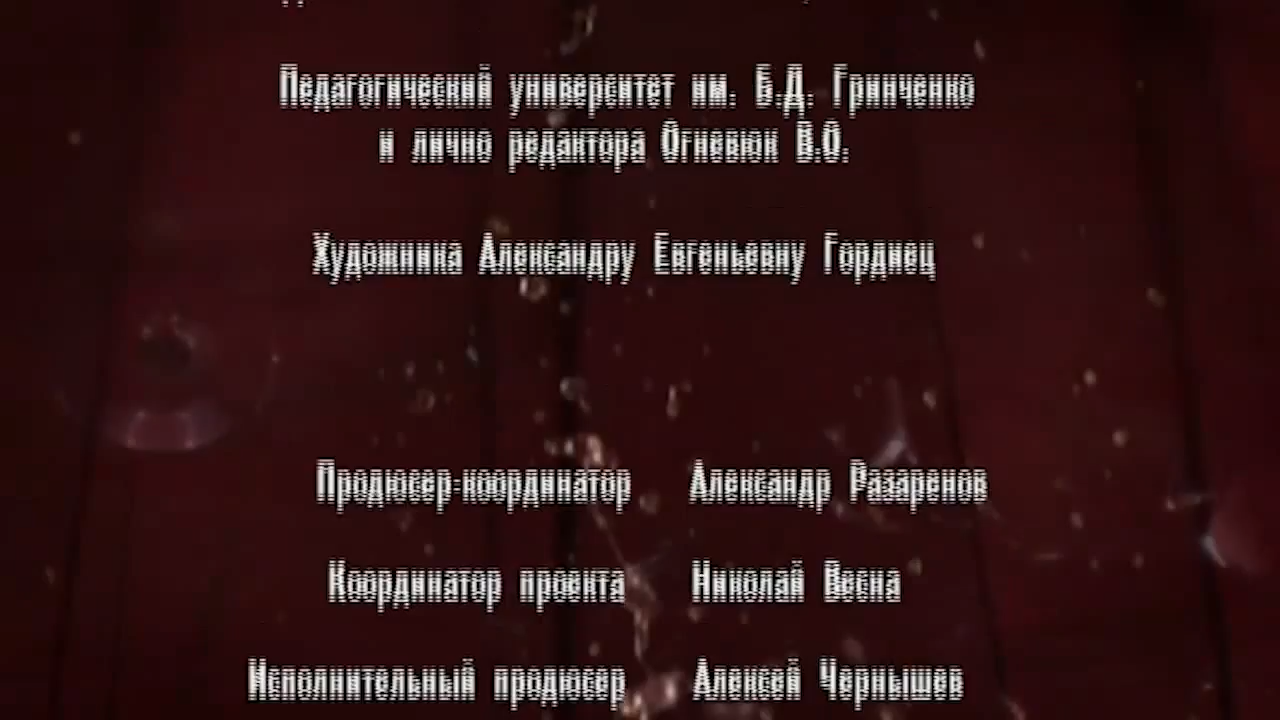 Педагогический университет им. Б.Д. Гринченко
и лично редактора Огневюк В.О.
Художника Александру Евгеньевну Гордиец
Продюсер-координатор Александр Разаренов
Координатор проекта Николай Весна
Исполнительный продюсер Алексей Чернышев